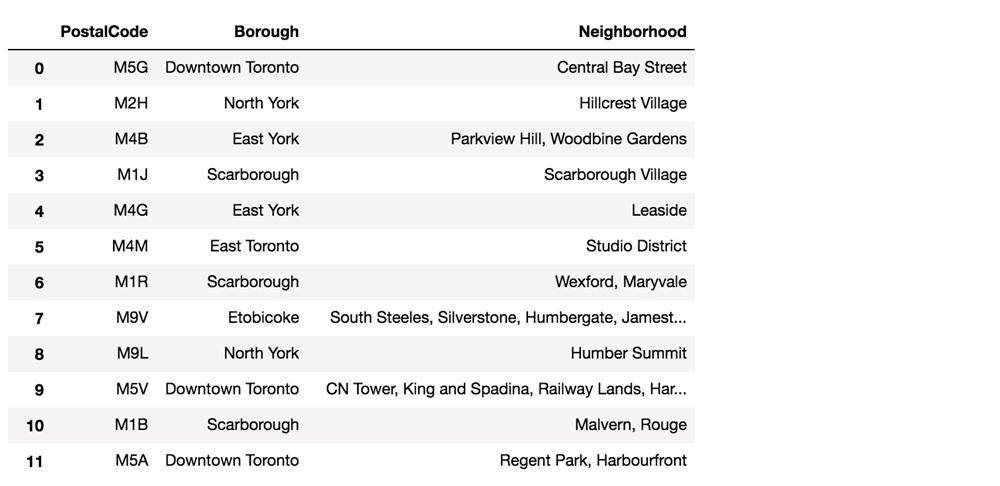 PostalCode Borough Neighborhood
0 M5G Downtown Toronto Central Bay Street
1 M2H North York Hillcrest Village
2 M4B East York Parkview Hill, Woodbine Gardens
3 M1J Scarborough Scarborough Village
4 M4G East York Leaside
5 M4M East Toronto Studio District
6 M1R Scarborough Wexford, Maryvale
7 M9V Etobicoke South Steeles, Silverstone, Humbergate, Jamest...
8 M9L North York Humber Summit
9 M5V Downtown Toronto CN Tower, King and Spadina, Railway Lands, Har...
10 M1B Scarborough Malvern, Rouge
11 M5A Downtown Toronto Regent Park, Harbourfront